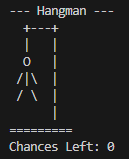 --- Hangman ---
  +---+
  |   |
  O   |
 /|\  |
 / \  |
      |
=========
Chances Left: 0